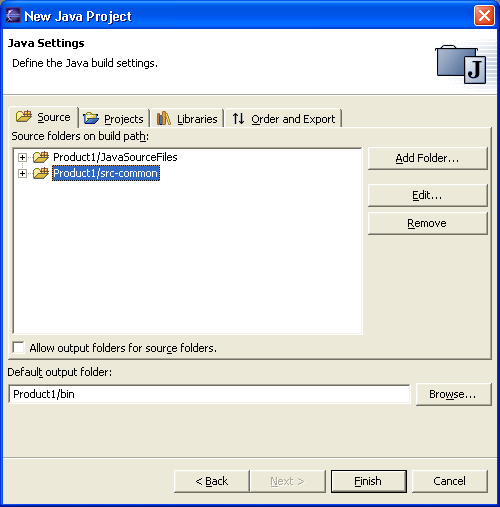 New Java Project
Java Settings
Define the Java build settings.
J
Source Projects Libraries Order and Export
Source folders on build path:
Product1/JavaSourceFiles
Product1/src-common
Add Folder...
Edit...
Remove
Allow output folders for source folders.
Default output folder:
Product1/bin
Browse...
< Back Next > Finish Cancel